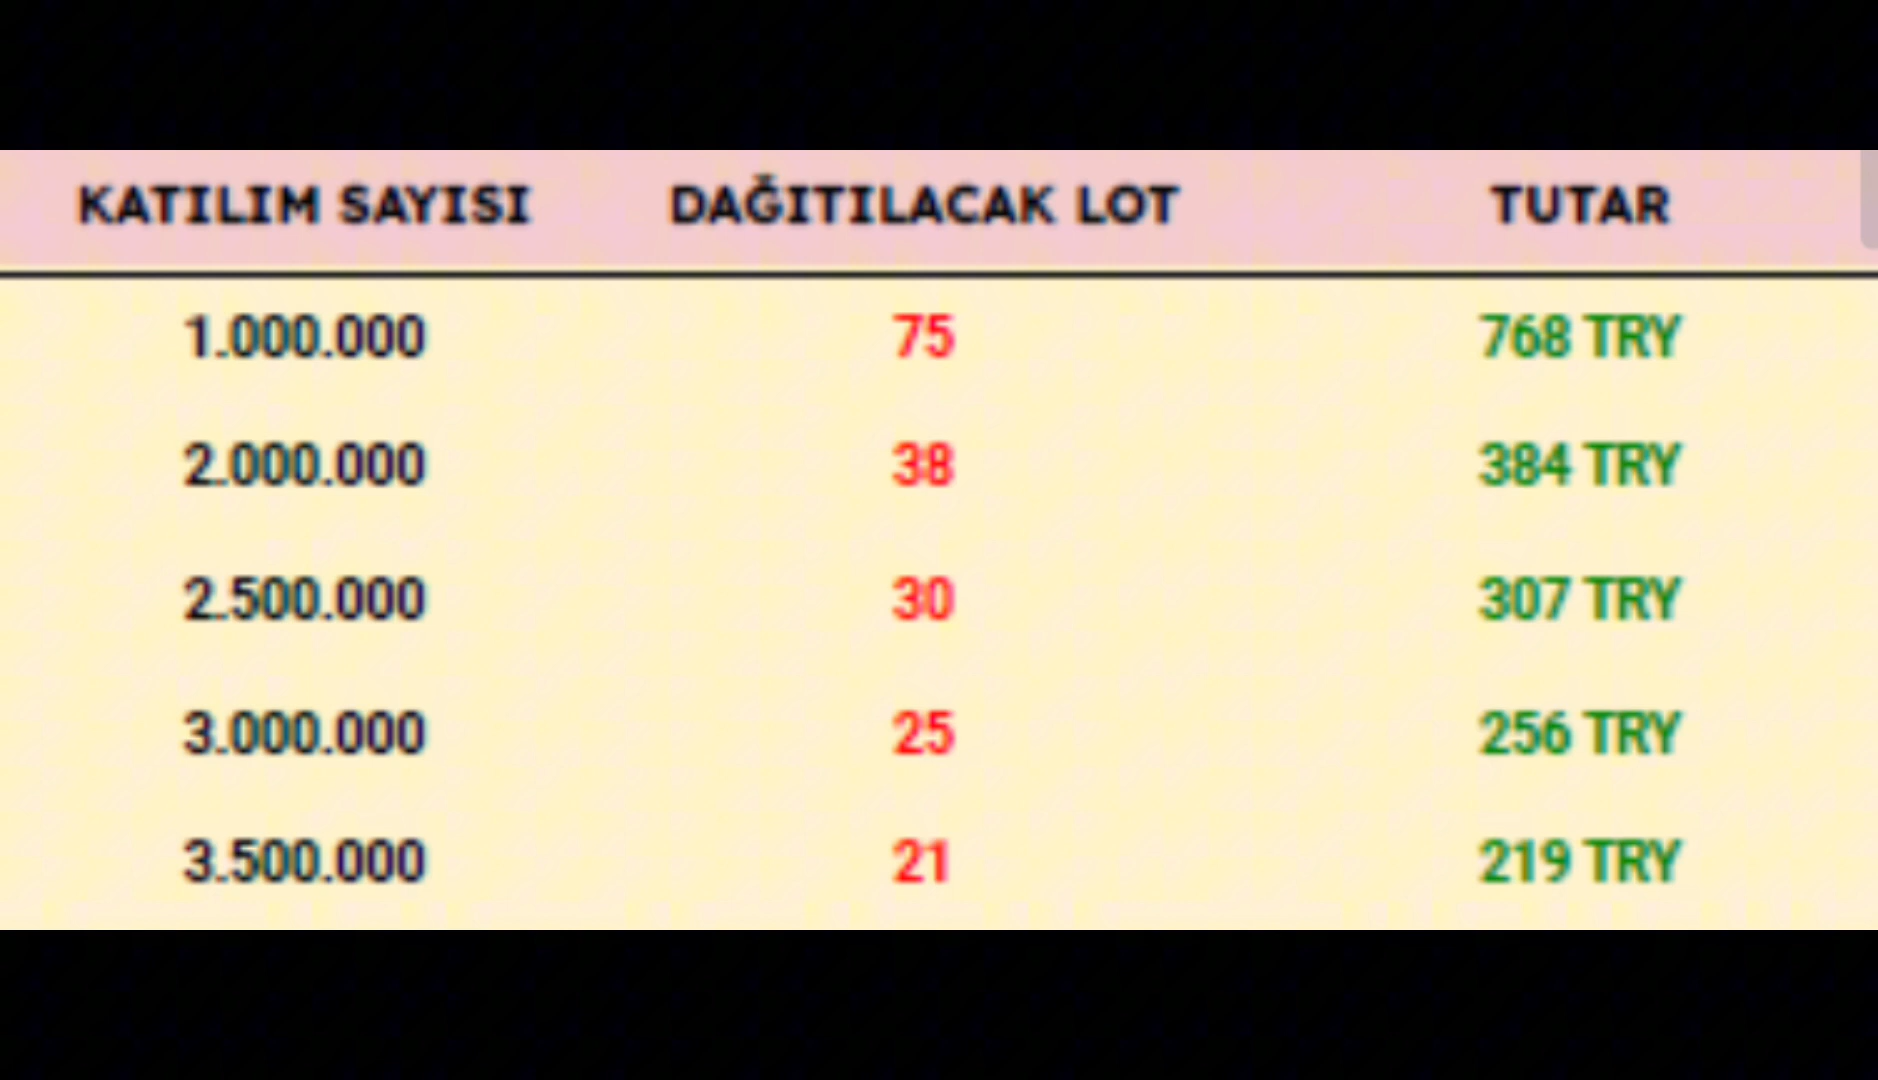 KATILIM SAYISI DAĞITILACAK LOT TUTAR
1.000.000 75 768 TRY
2.000.000 38 384 TRY
2.500.000 30 307 TRY
3.000.000 25 256 TRY
3.500.000 21 219 TRY